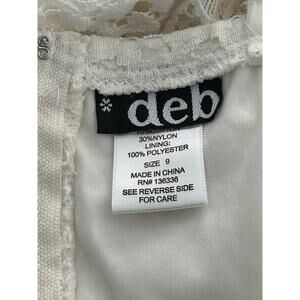 * deb
30%NYLON
LINING:
100% POLYESTER
SIZE 9
MADE IN CHINA
RN# 136336
SEE REVERSE SIDE
FOR CARE